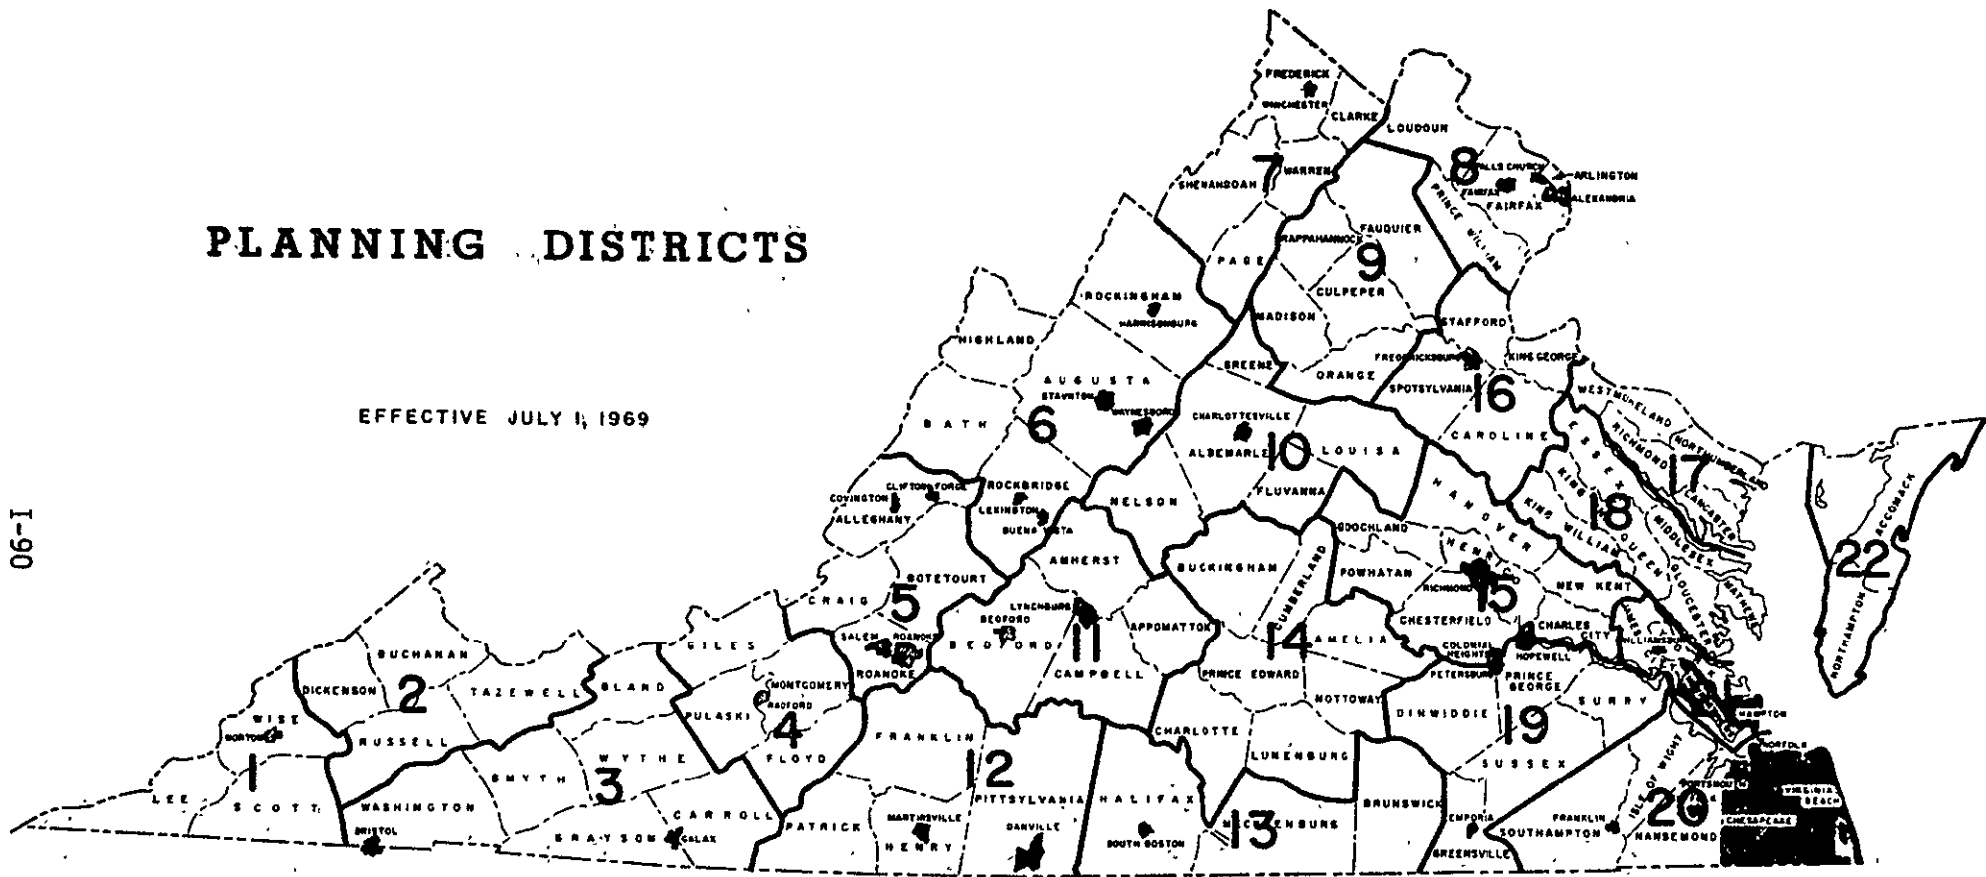 PLANNING DISTRICTS
EFFECTIVE JULY 1, 1969
I-90
FREDERICK
WINCHESTER
CLARKE
LOUDOUN
7
WARREN
SHENANDOAH
8
FALLS CHURCH
ARLINGTON
FAIRFAX
FAIRFAX
ALEXANDRIA
PRINCE WILLIAM
PAGE
RAPPAHANNOCK
FAUQUIER
9
CULPEPER
MADISON
ROCKINGHAM
HARRISONBURG
STAFFORD
HIGHLAND
GREENE
ORANGE
FREDERICKSBURG
KING GEORGE
SPOTSYLVANIA
16
CAROLINE
WESTMORELAND
AUGUSTA
STAUNTON
WAYNESBORO
BATH
6
CHARLOTTESVILLE
ALBEMARLE
10
LOUISA
FLUVANNA
ESSEX
RICHMOND
NORTHUMBERLAND
17
LANCASTER
KING WILLIAM
KING QUEEN
18
MIDDLESEX
GLOUCESTER
MATHEWS
HANOVER
COVINGTON
CLIFTON FORGE
ALLEGHANY
ROCKBRIDGE
LEXINGTON
BUENA VISTA
NELSON
AMHERST
BUCKINGHAM
CUMBERLAND
GOOCHLAND
POWHATAN
HENRICO
RICHMOND
15
NEW KENT
CHESTERFIELD
CHARLES CITY
JAMES CITY
WILLIAMSBURG
ACCOMACK
22
NORTHAMPTON
BOTETOURT
CRAIG
5
SALEM
ROANOKE
ROANOKE
LYNCHBURG
BEDFORD
BEDFORD
11
APPOMATTOX
CAMPBELL
14
AMELIA
PRINCE EDWARD
NOTTOWAY
COLONIAL HEIGHTS
HOPEWELL
PETERSBURG
PRINCE GEORGE
DINWIDDIE
19
SURRY
SUSSEX
BUCHANAN
DICKENSON
2
TAZEWELL
RUSSELL
WISE
NORTON
1
LEE
SCOTT
BLAND
GILES
PULASKI
MONTGOMERY
RADFORD
4
FLOYD
SMYTH
WYTHE
3
WASHINGTON
BRISTOL
GRAYSON
GALAX
CARROLL
PATRICK
FRANKLIN
12
PITTSYLVANIA
MARTINSVILLE
HENRY
DANVILLE
HALIFAX
SOUTH BOSTON
CHARLOTTE
LUNENBURG
13
MECKLENBURG
BRUNSWICK
EMPORIA
GREENSVILLE
SOUTHAMPTON
FRANKLIN
ISLE OF WIGHT
20
NANSEMOND
HAMPTON
NORFOLK
PORTSMOUTH
VIRGINIA BEACH
CHESAPEAKE